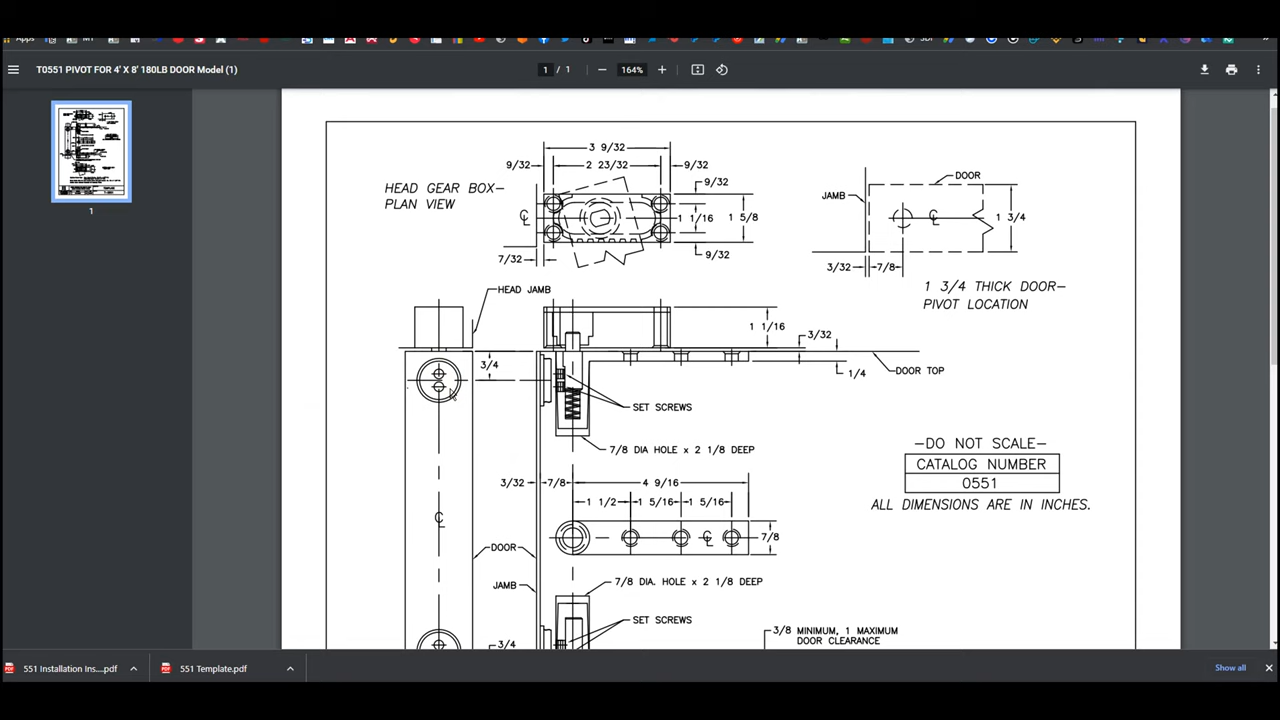 Apps
T0551 PIVOT FOR 4' X 8' 180LB DOOR Model (1)
1 / 1
164%
1
3 9/32
9/32
2 23/32
9/32
HEAD GEAR BOX-
PLAN VIEW
9/32
1 1/16
1 5/8
9/32
7/32
JAMB
DOOR
1 3/4
3/32
7/8
1 3/4 THICK DOOR-
PIVOT LOCATION
HEAD JAMB
1 1/16
3/32
1/4
DOOR TOP
3/4
SET SCREWS
7/8 DIA HOLE x 2 1/8 DEEP
-DO NOT SCALE-
CATALOG NUMBER
0551
ALL DIMENSIONS ARE IN INCHES.
3/32
7/8
4 9/16
1 1/2
1 5/16
1 5/16
7/8
DOOR
JAMB
7/8 DIA. HOLE x 2 1/8 DEEP
SET SCREWS
3/4
3/8 MINIMUM, 1 MAXIMUM
DOOR CLEARANCE
551 Installation Ins....pdf
551 Template.pdf
Show all